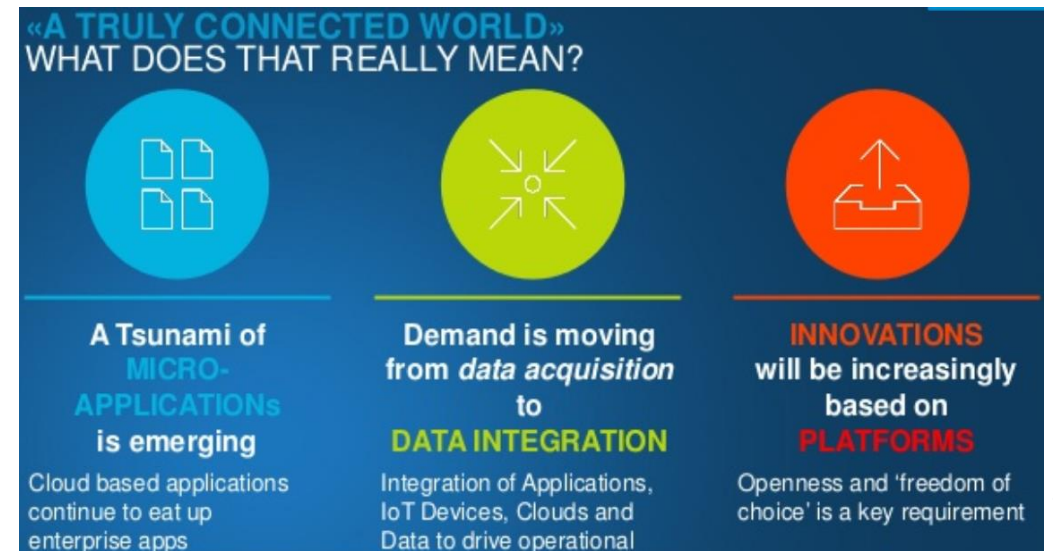 «A TRULY CONNECTED WORLD»
WHAT DOES THAT REALLY MEAN?
A Tsunami of
MICRO-
APPLICATIONs
is emerging
Cloud based applications
continue to eat up
enterprise apps
Demand is moving
from data acquisition
to
DATA INTEGRATION
Integration of Applications,
IoT Devices, Clouds and
Data to drive operational
INNOVATIONS
will be increasingly
based on
PLATFORMS
Openness and ‘freedom of
choice’ is a key requirement